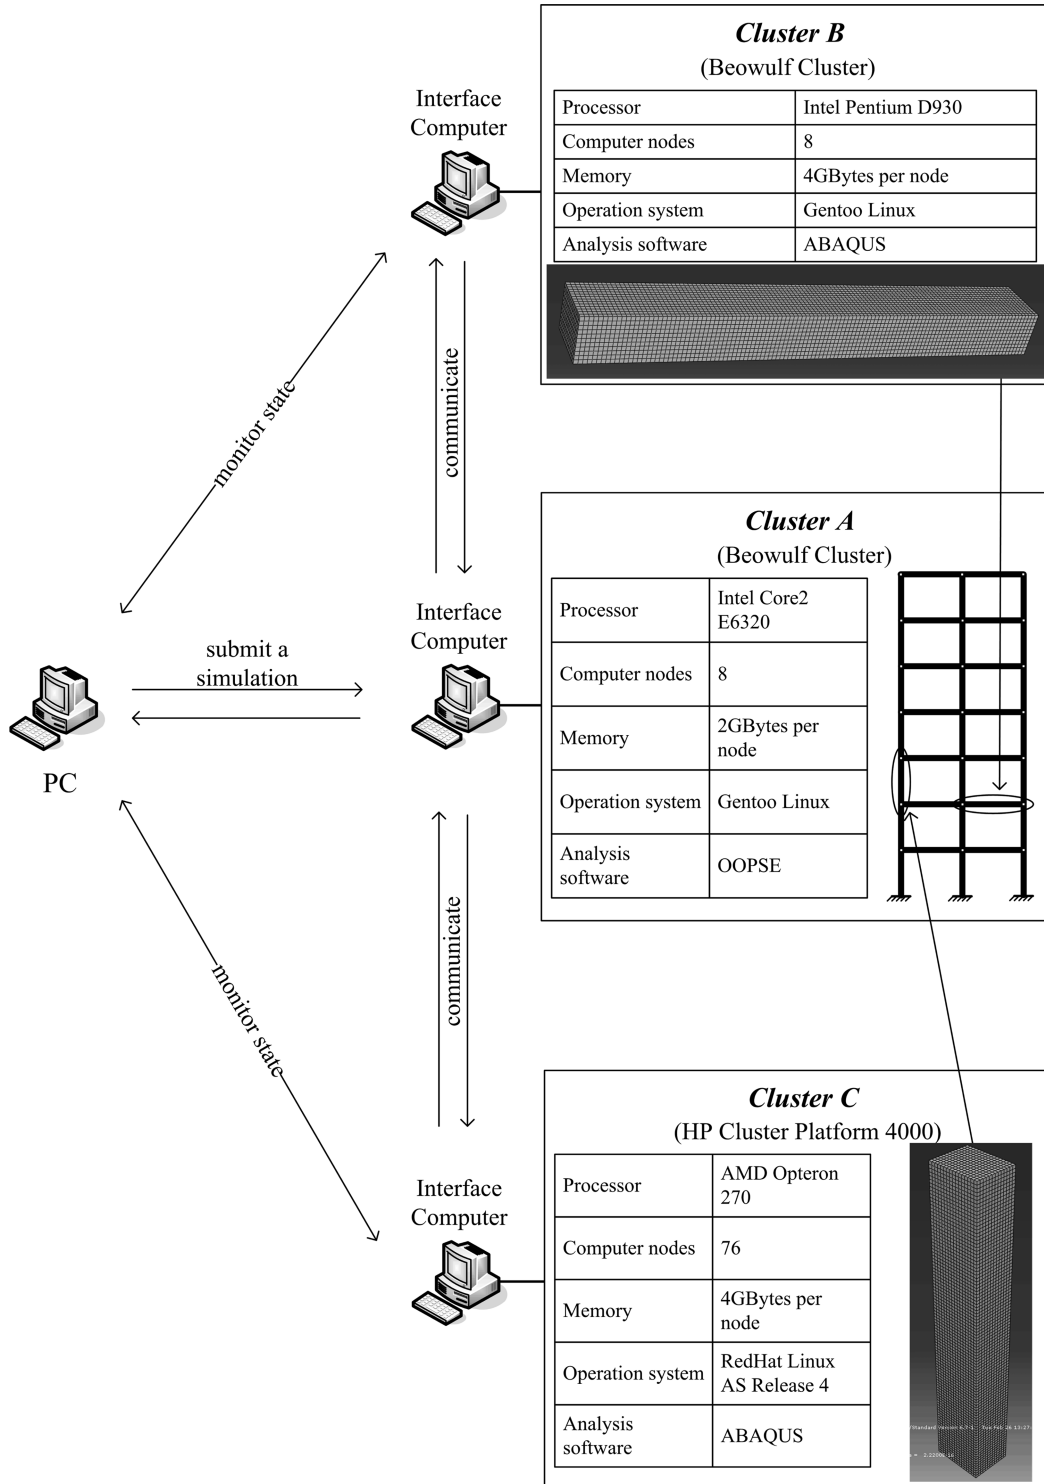 Cluster B
(Beowulf Cluster)
Interface
Computer
Processor
Intel Pentium D930
Computer nodes
8
Memory
4GBytes per node
Operation system
Gentoo Linux
Analysis software
ABAQUS
monitor state
communicate
Cluster A
(Beowulf Cluster)
Interface
Computer
Processor
Intel Core2
E6320
Computer nodes
8
Memory
2GBytes per
node
Operation system
Gentoo Linux
Analysis
software
OOPSE
submit a
simulation
PC
monitor state
communicate
Cluster C
(HP Cluster Platform 4000)
Interface
Computer
Processor
AMD Opteron
270
Computer nodes
76
Memory
4GBytes per
node
Operation system
RedHat Linux
AS Release 4
Analysis
software
ABAQUS